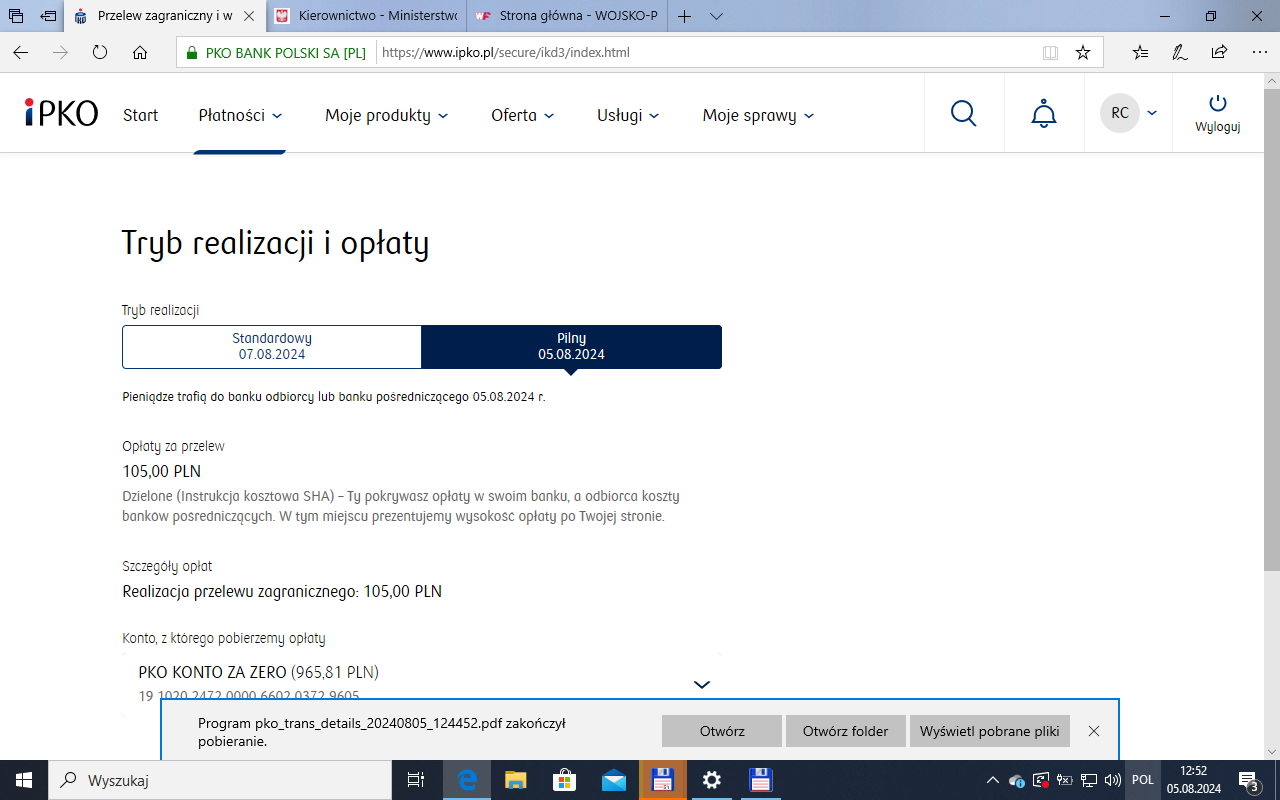 Przelew zagraniczny i w
Kierownictwo - Ministerstwo
Strona główna - WOJSKO-P
PKO BANK POLSKI SA [PL]
https://www.ipko.pl/secure/ikd3/index.html
iPKO
Start
Płatności
Moje produkty
Oferta
Usługi
Moje sprawy
RC
Wyloguj
Tryb realizacji i opłaty
Tryb realizacji
Standardowy
07.08.2024
Pilny
05.08.2024
Pieniądze trafią do banku odbiorcy lub banku pośredniczącego 05.08.2024 r.
Opłaty za przelew
105,00 PLN
Dzielone (Instrukcja kosztowa SHA) – Ty pokrywasz opłaty w swoim banku, a odbiorca koszty
banków pośredniczących. W tym miejscu prezentujemy wysokość opłaty po Twojej stronie.
Szczegóły opłat
Realizacja przelewu zagranicznego: 105,00 PLN
Konto, z którego pobierzemy opłaty
PKO KONTO ZA ZERO (965,81 PLN)
19 1020 2472 0000 6602 0372 9605
Program pko_trans_details_20240805_124452.pdf zakończył
pobieranie.
Otwórz
Otwórz folder
Wyświetl pobrane pliki
Wyszukaj
POL
12:52
05.08.2024
3